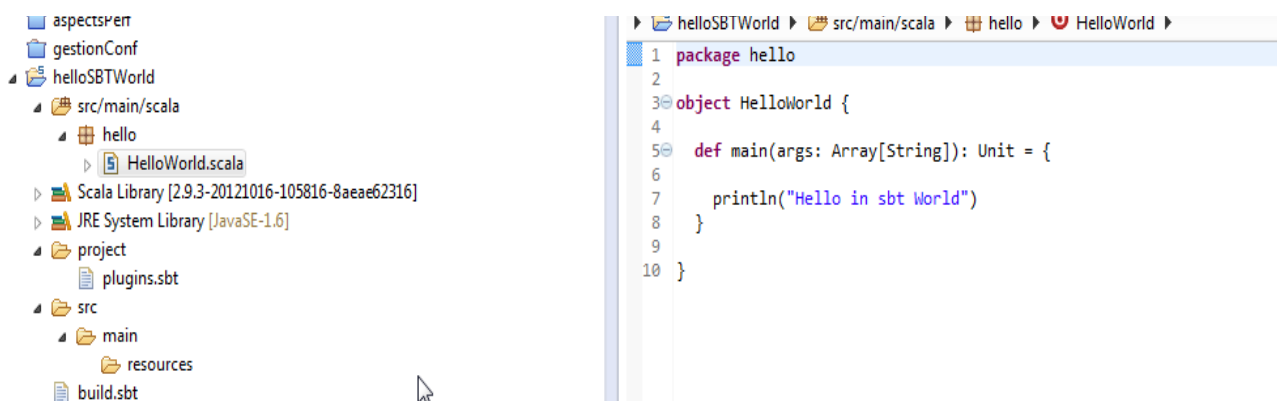 aspectsPerf
gestionConf
helloSBTWorld
src/main/scala
hello
HelloWorld.scala
Scala Library [2.9.3-20121016-105816-8aeae62316]
JRE System Library [JavaSE-1.6]
project
plugins.sbt
src
main
resources
build.sbt
helloSBTWorld src/main/scala hello HelloWorld
1 package hello
2
3 object HelloWorld {
4
5 def main(args: Array[String]): Unit = {
6
7 println("Hello in sbt World")
8 }
9
10 }